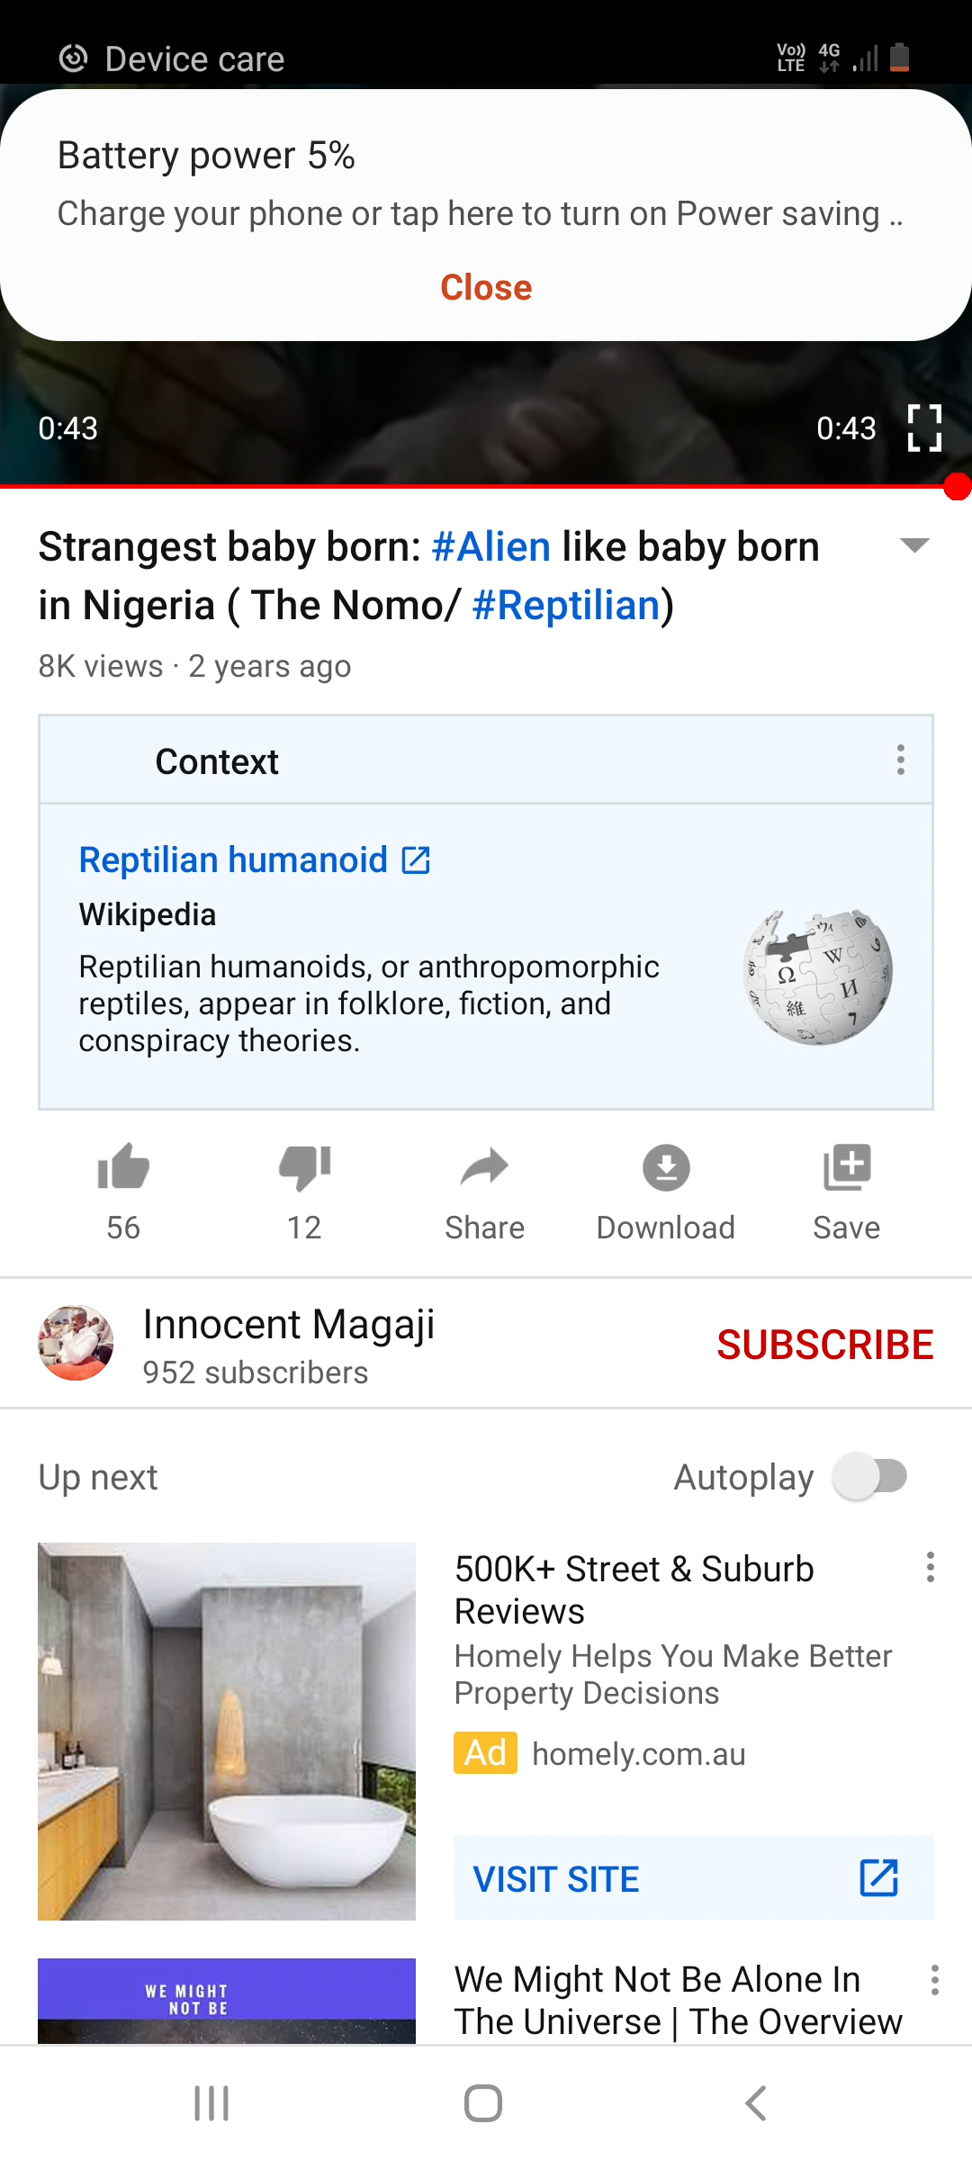 Device care
Vo)) LTE 4G
Battery power 5%
Charge your phone or tap here to turn on Power saving ..
Close
0:43
0:43
Strangest baby born: #Alien like baby born
in Nigeria ( The Nomo/ #Reptilian)
8K views · 2 years ago
Context
Reptilian humanoid
Wikipedia
Reptilian humanoids, or anthropomorphic
reptiles, appear in folklore, fiction, and
conspiracy theories.
Ω W И 維 7
56
12
Share
Download
Save
Innocent Magaji
952 subscribers
SUBSCRIBE
Up next
Autoplay
500K+ Street & Suburb
Reviews
Homely Helps You Make Better
Property Decisions
Ad homely.com.au
VISIT SITE
WE MIGHT
NOT BE
We Might Not Be Alone In
The Universe | The Overview